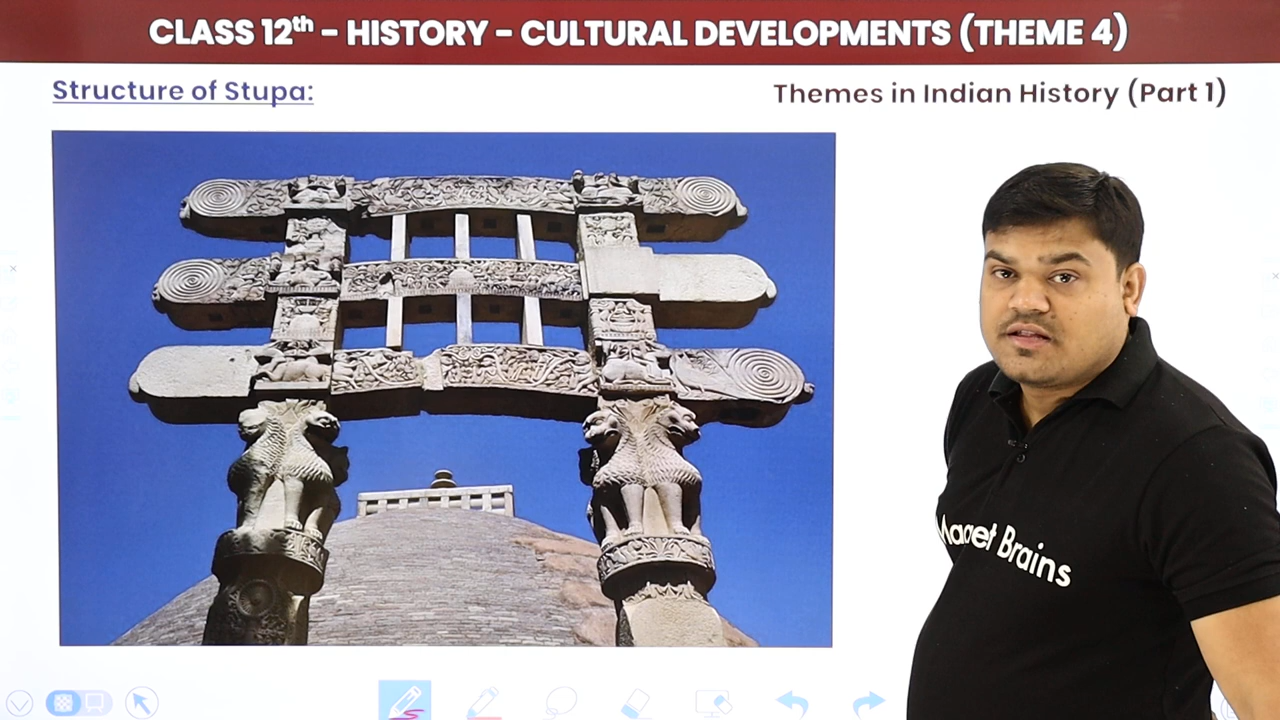 CLASS 12th – HISTORY – CULTURAL DEVELOPMENTS (THEME 4)
Structure of Stupa:
Themes in Indian History (Part 1)
Magnet Brains